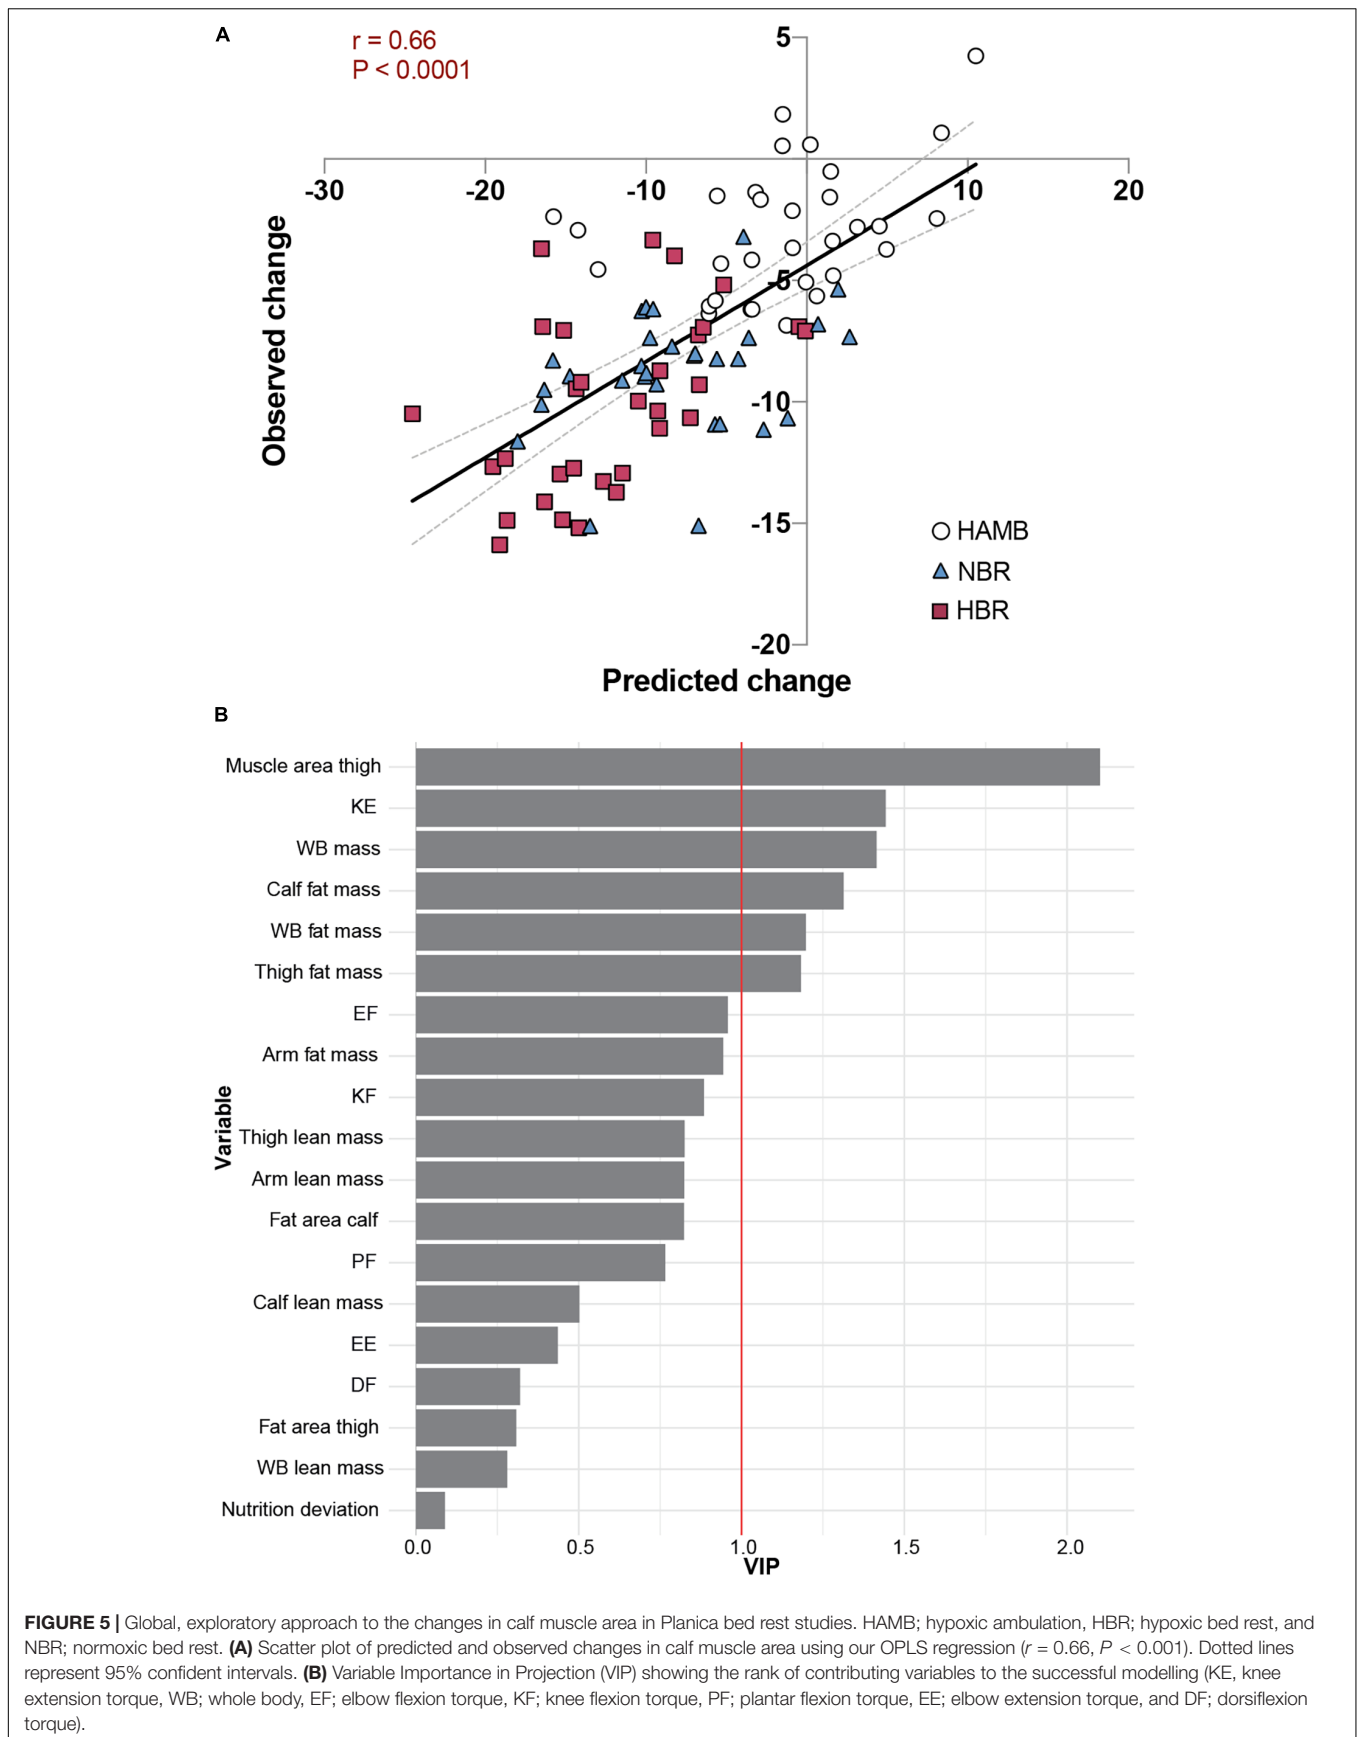 A
r = 0.66
P < 0.0001
5
-30
-20
-10
10
20
-5
-10
-15
-20
Observed change
HAMB
NBR
HBR
Predicted change
B
Muscle area thigh
KE
WB mass
Calf fat mass
WB fat mass
Thigh fat mass
EF
Arm fat mass
KF
Thigh lean mass
Arm lean mass
Fat area calf
PF
Calf lean mass
EE
DF
Fat area thigh
WB lean mass
Nutrition deviation
Variable
0.0
0.5
1.0
1.5
2.0
VIP
FIGURE 5 | Global, exploratory approach to the changes in calf muscle area in Planica bed rest studies. HAMB; hypoxic ambulation, HBR; hypoxic bed rest, and
NBR; normoxic bed rest. (A) Scatter plot of predicted and observed changes in calf muscle area using our OPLS regression (r = 0.66, P < 0.001). Dotted lines
represent 95% confident intervals. (B) Variable Importance in Projection (VIP) showing the rank of contributing variables to the successful modelling (KE, knee
extension torque, WB; whole body, EF; elbow flexion torque, KF; knee flexion torque, PF; plantar flexion torque, EE; elbow extension torque, and DF; dorsiflexion
torque).